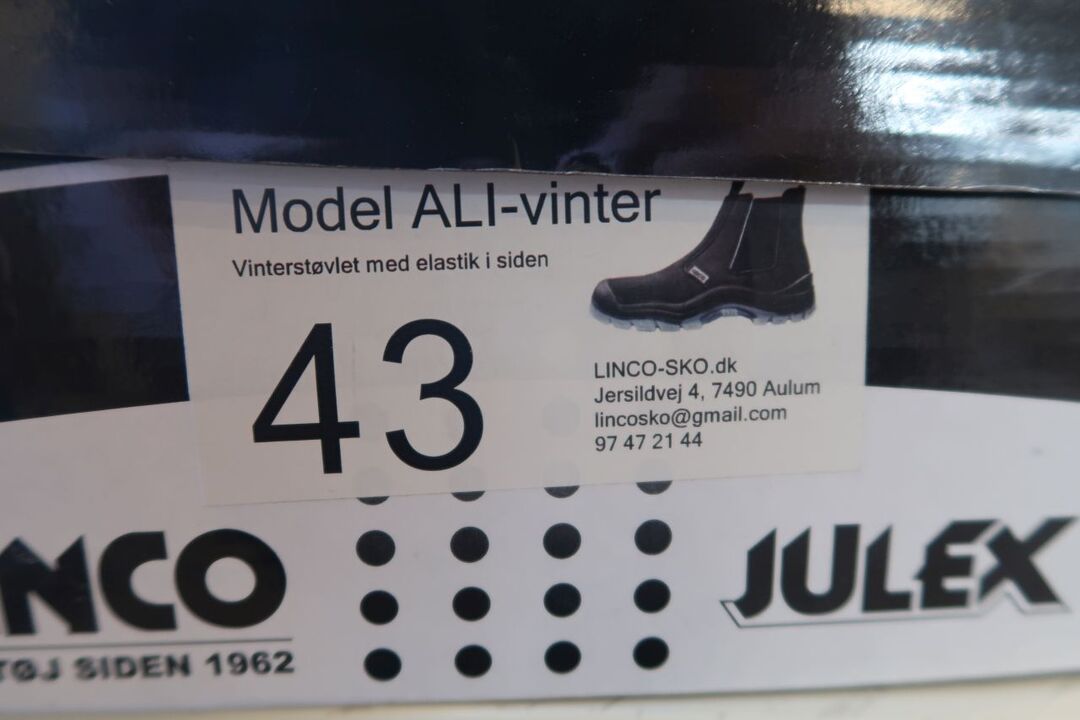 Model ALI-vinter
Vinterstøvlet med elastik i siden
43
LINCO-SKO.dk
Jersildvej 4, 7490 Aulum
lincosko@gmail.com
97 47 21 44
INCO
TØJ SIDEN 1962
JULEX